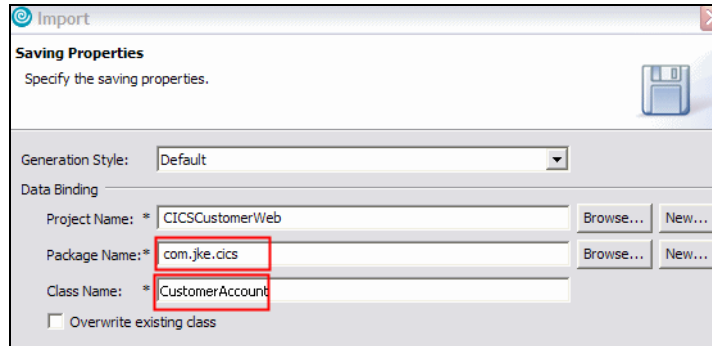 Import
Saving Properties
Specify the saving properties.
Generation Style: Default
Data Binding
Project Name: * CICSCustomerWeb Browse... New...
Package Name:* com.jke.cics Browse... New...
Class Name: * CustomerAccount
Overwrite existing class